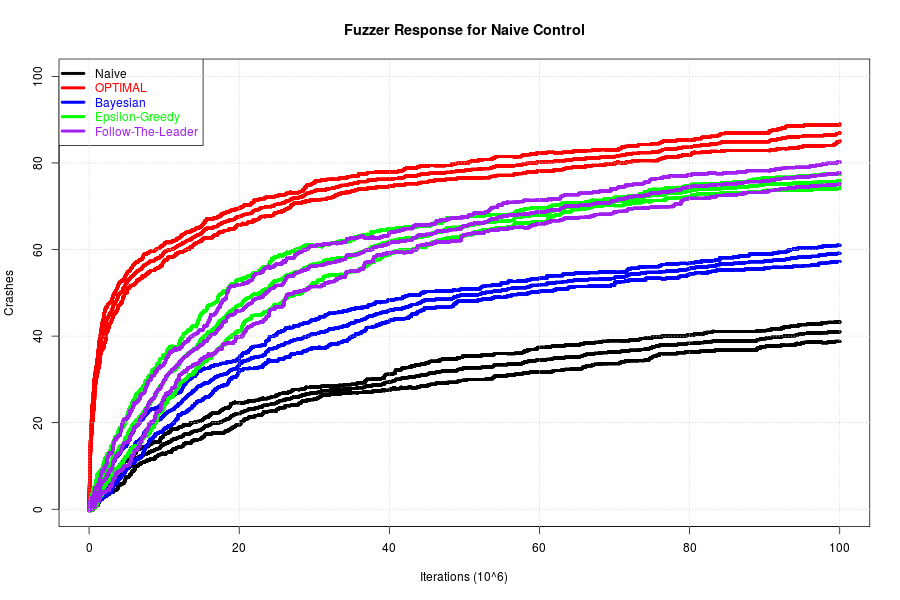 Fuzzer Response for Naive Control
Naive
OPTIMAL
Bayesian
Epsilon-Greedy
Follow-The-Leader
100
80
60
40
20
0
Crashes
0 20 40 60 80 100
Iterations (10^6)